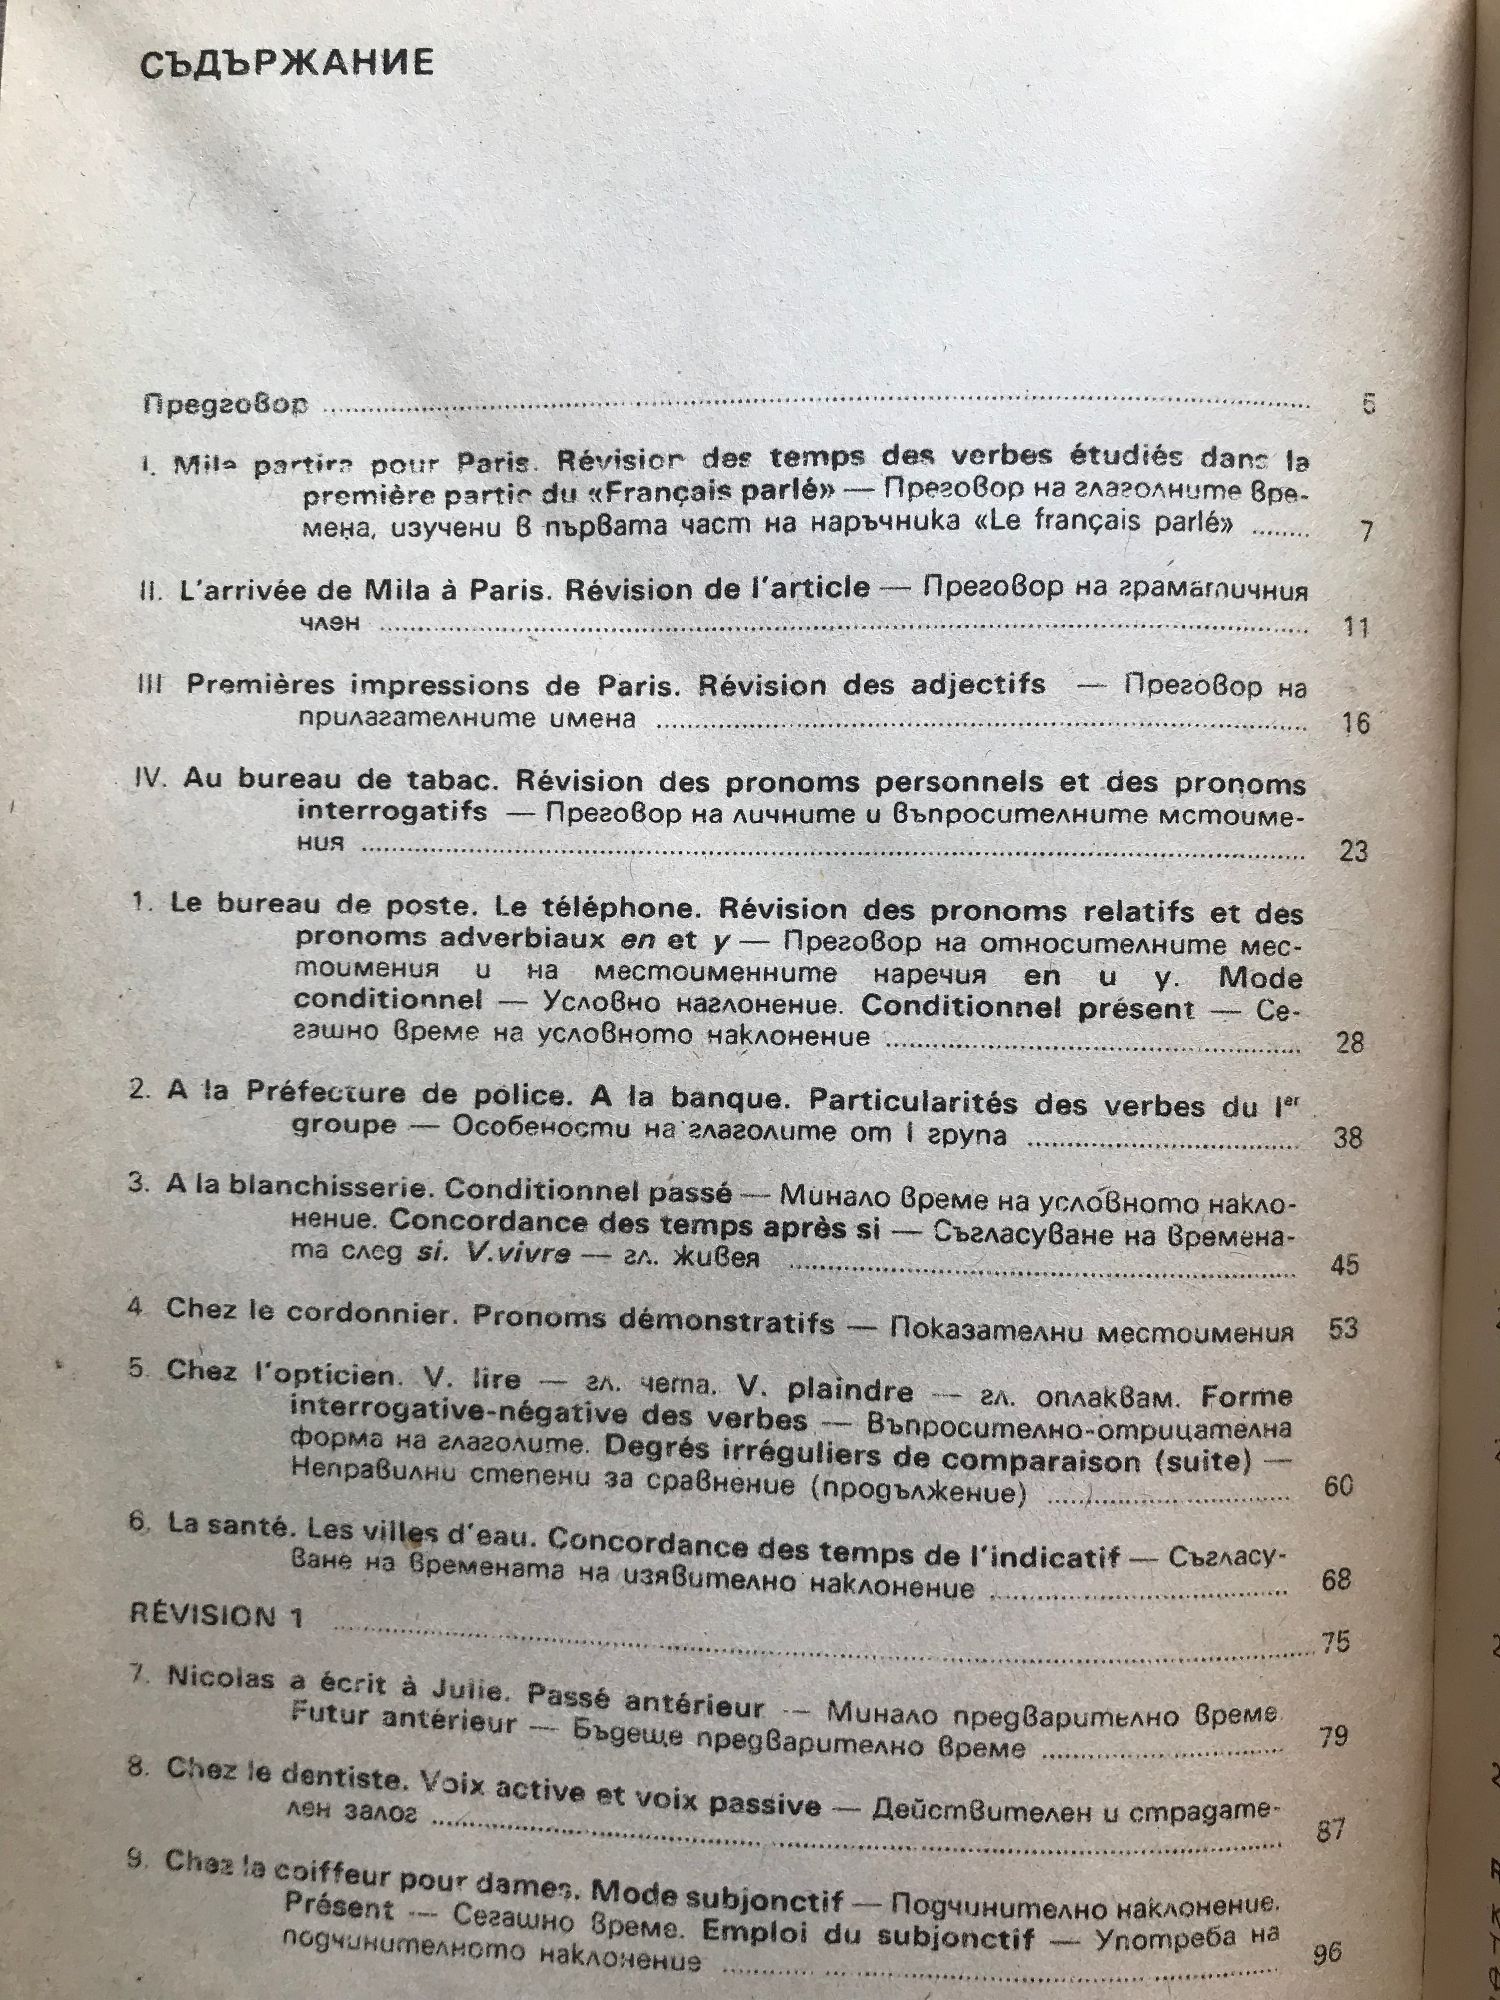 СЪДЪРЖАНИЕ
Предговор 5
I. Mila partira pour Paris. Révision des temps des verbes étudiés dans la
première partie du «Français parlé» — Преговор на глаголните вре-
мена, изучени в първата част на наръчника «Le français parlé» 7
II. L'arrivée de Mila à Paris. Révision de l'article — Преговор на граматичния
член 11
III Premières impressions de Paris. Révision des adjectifs — Преговор на
прилагателните имена 16
IV. Au bureau de tabac. Révision des pronoms personnels et des pronoms
interrogatifs — Преговор на личните и въпросителните мстоиме-
ния 23
1. Le bureau de poste. Le téléphone. Révision des pronoms relatifs et des
pronoms adverbiaux en et y — Преговор на относителните мес-
тоимения и на местоименните наречия en и y. Mode
conditionnel — Условно наглонение. Conditionnel présent — Се-
гашно време на условното наклонение 28
2. A la Préfecture de police. A la banque. Particularités des verbes du Ier
groupe — Особености на глаголите от I група 38
3. A la blanchisserie. Conditionnel passé — Минало време на условното накло-
нение. Concordance des temps après si — Съгласуване на времена-
та след si. V.vivre — гл. живея 45
4 Chez le cordonnier. Pronoms démonstratifs — Показателни местоимения 53
5. Chez l'opticien. V. lire — гл. чета. V. plaindre — гл. оплаквам. Forme
interrogative-négative des verbes — Въпросително-отрицателна
форма на глаголите. Degrés irréguliers de comparaison (suite) —
Неправилни степени за сравнение (продължение) 60
6. La santé. Les villes d'eau. Concordance des temps de l'indicatif — Съгласу-
ване на времената на изявително наклонение 68
RÉVISION 1 75
7. Nicolas a écrit à Julie. Passé antérieur — Минало предварително време.
Futur antérieur — Бъдеще предварително време 79
8. Chez le dentiste. Voix active et voix passive — Действителен и страдате-
лен залог 87
9. Chez la coiffeur pour dames. Mode subjonctif — Подчинително наклонение.
Présent — Сегашно време. Emploi du subjonctif — Употреба на
подчинителното наклонение 96